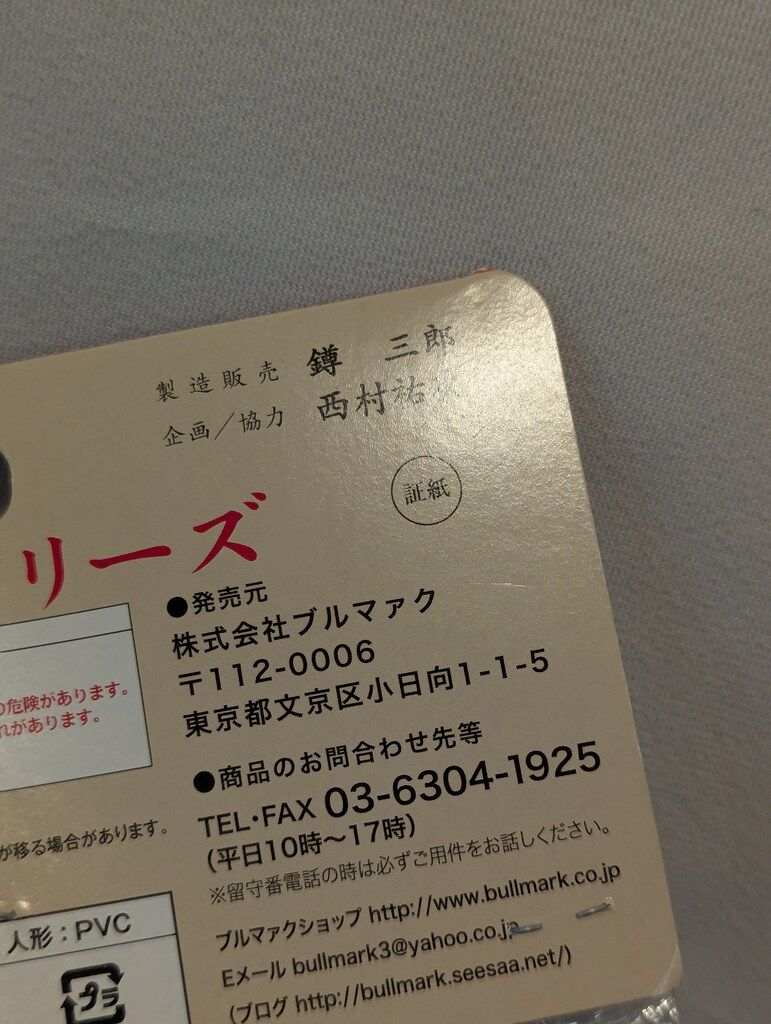 製造販売 鐏 三郎
企画／協力 西村祐次
証紙
リーズ
●発売元
株式会社ブルマァク
〒112-0006
東京都文京区小日向1-1-5
の危険があります。
れがあります。
●商品のお問合わせ先等
TEL・FAX 03-6304-1925
(平日10時〜17時)
※留守番電話の時は必ずご用件をお話しください。
が移る場合があります。
ブルマァクショップ http://www.bullmark.co.jp
Eメール bullmark3@yahoo.co.jp
(ブログ http://bullmark.seesaa.net/)
人形：PVC
プラ